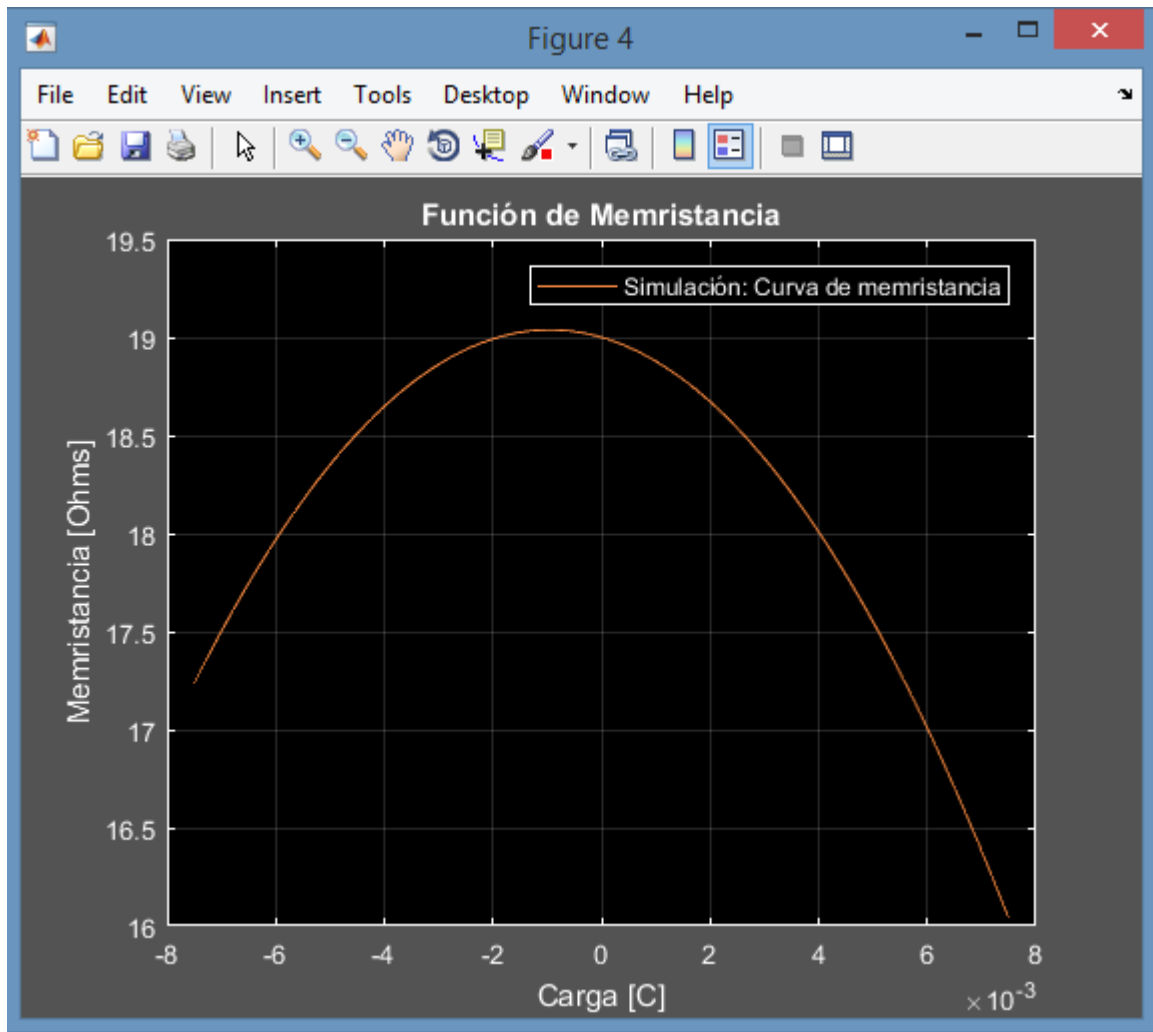 Figure 4
File Edit View Insert Tools Desktop Window Help
Función de Memristancia
Simulación: Curva de memristancia
19.5
19
18.5
18
17.5
17
16.5
16
Memristancia [Ohms]
-8 -6 -4 -2 0 2 4 6 8
Carga [C]
×10⁻³